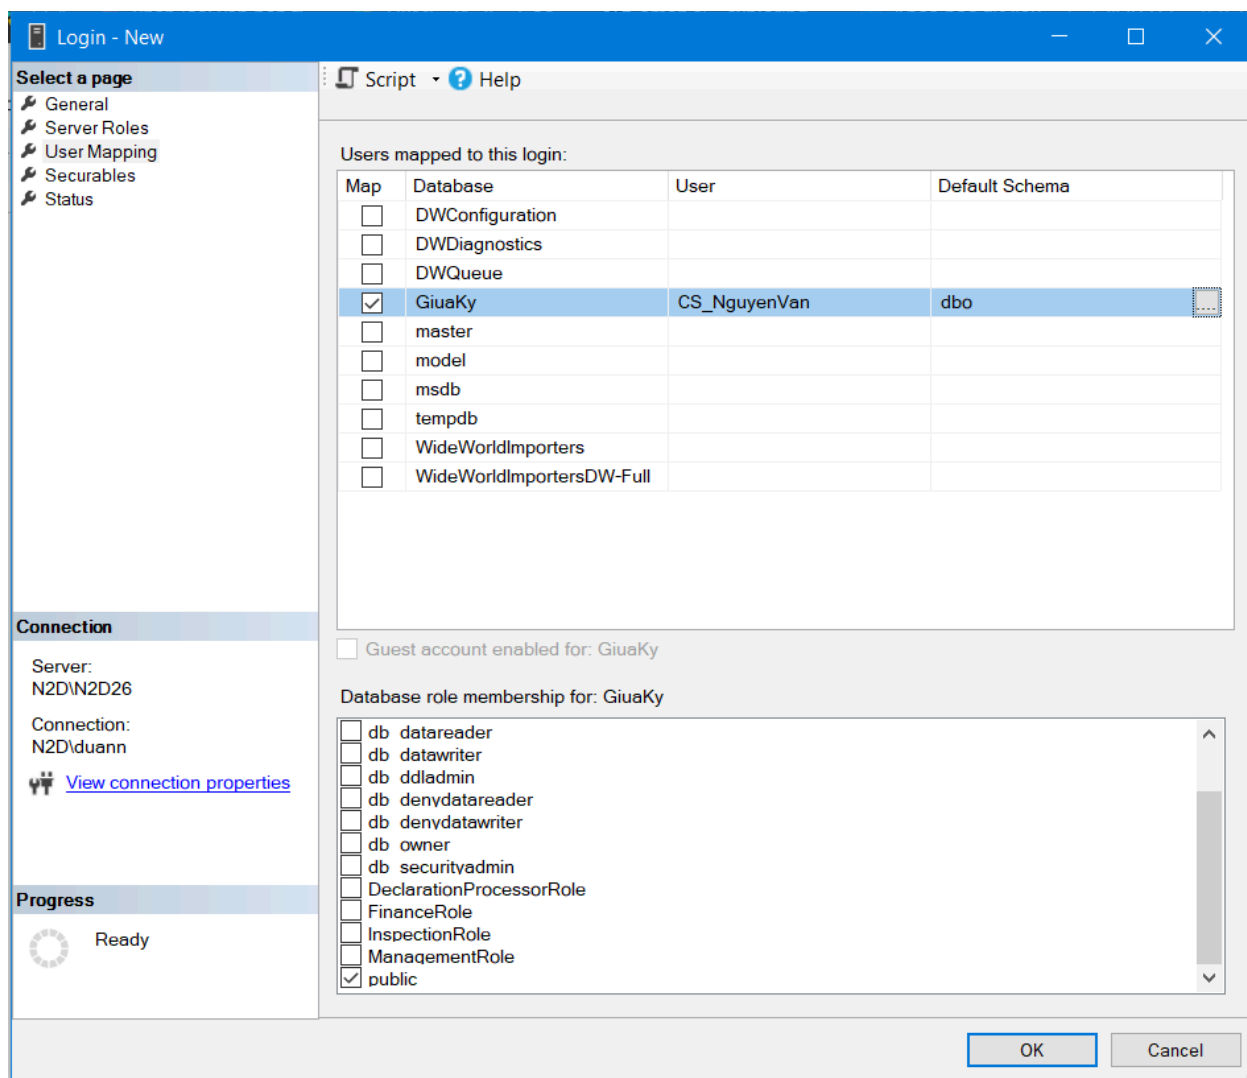 Login - New
Select a page
General
Server Roles
User Mapping
Securables
Status
Script
Help
Users mapped to this login:
Map Database User Default Schema
DWConfiguration
DWDiagnostics
DWQueue
GiuaKy CS_NguyenVan dbo ....
master
model
msdb
tempdb
WideWorldImporters
WideWorldImportersDW-Full
Guest account enabled for: GiuaKy
Database role membership for: GiuaKy
db_datareader
db_datawriter
db_ddladmin
db_denydatareader
db_denydatawriter
db_owner
db_securityadmin
DeclarationProcessorRole
FinanceRole
InspectionRole
ManagementRole
public
Connection
Server:
N2D\N2D26
Connection:
N2D\duann
View connection properties
Progress
Ready
OK
Cancel